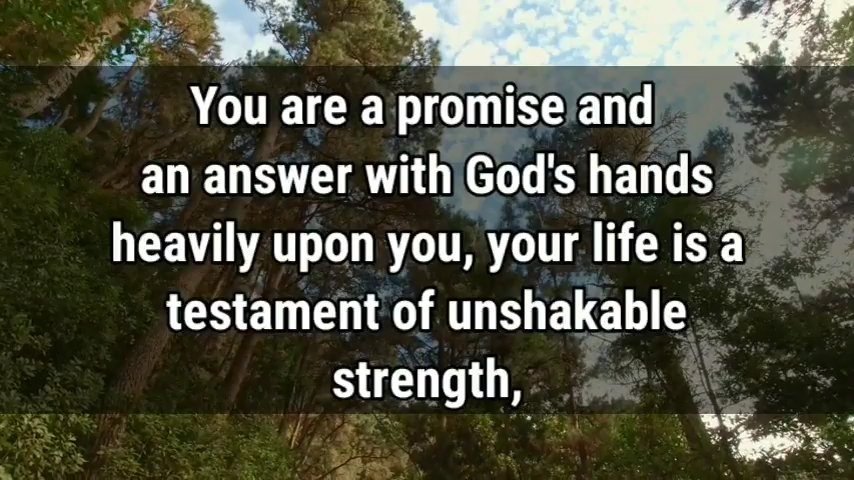 You are a promise and
an answer with God's hands
heavily upon you, your life is a
testament of unshakable
strength,